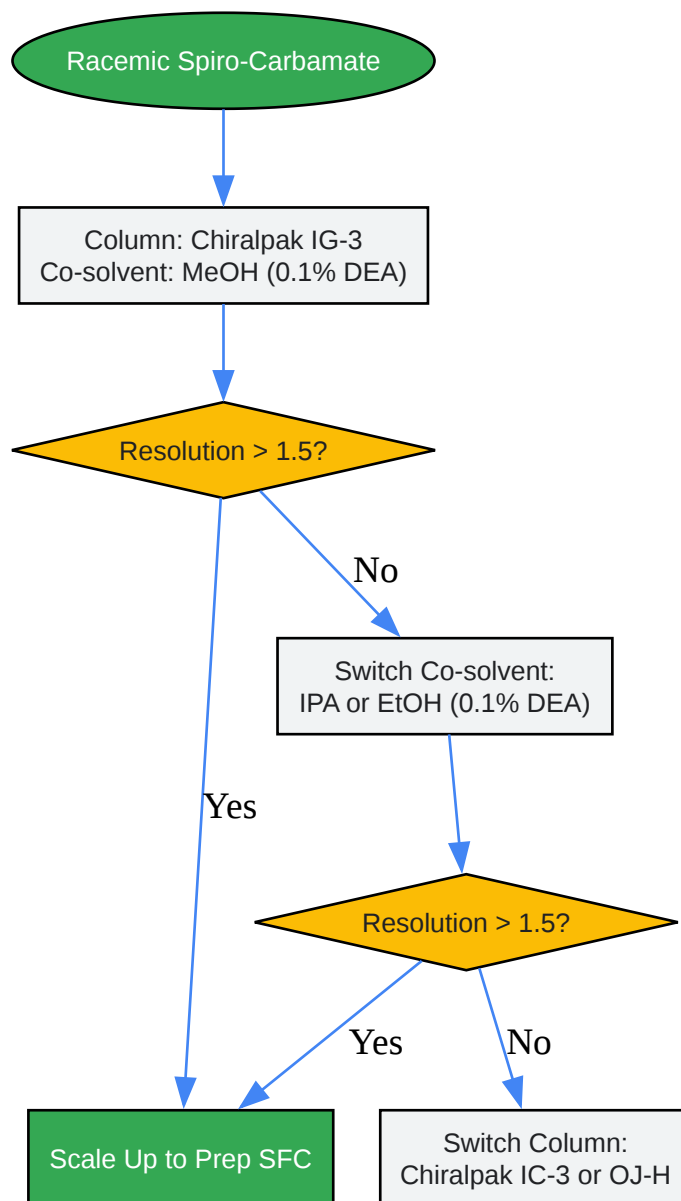 Racemic Spiro-Carbamate
Column: Chiralpak IG-3
Co-solvent: MeOH (0.1% DEA)
Resolution > 1.5?
No
Switch Co-solvent:
IPA or EtOH (0.1% DEA)
Yes
Resolution > 1.5?
Yes
No
Scale Up to Prep SFC
Switch Column:
Chiralpak IC-3 or OJ-H